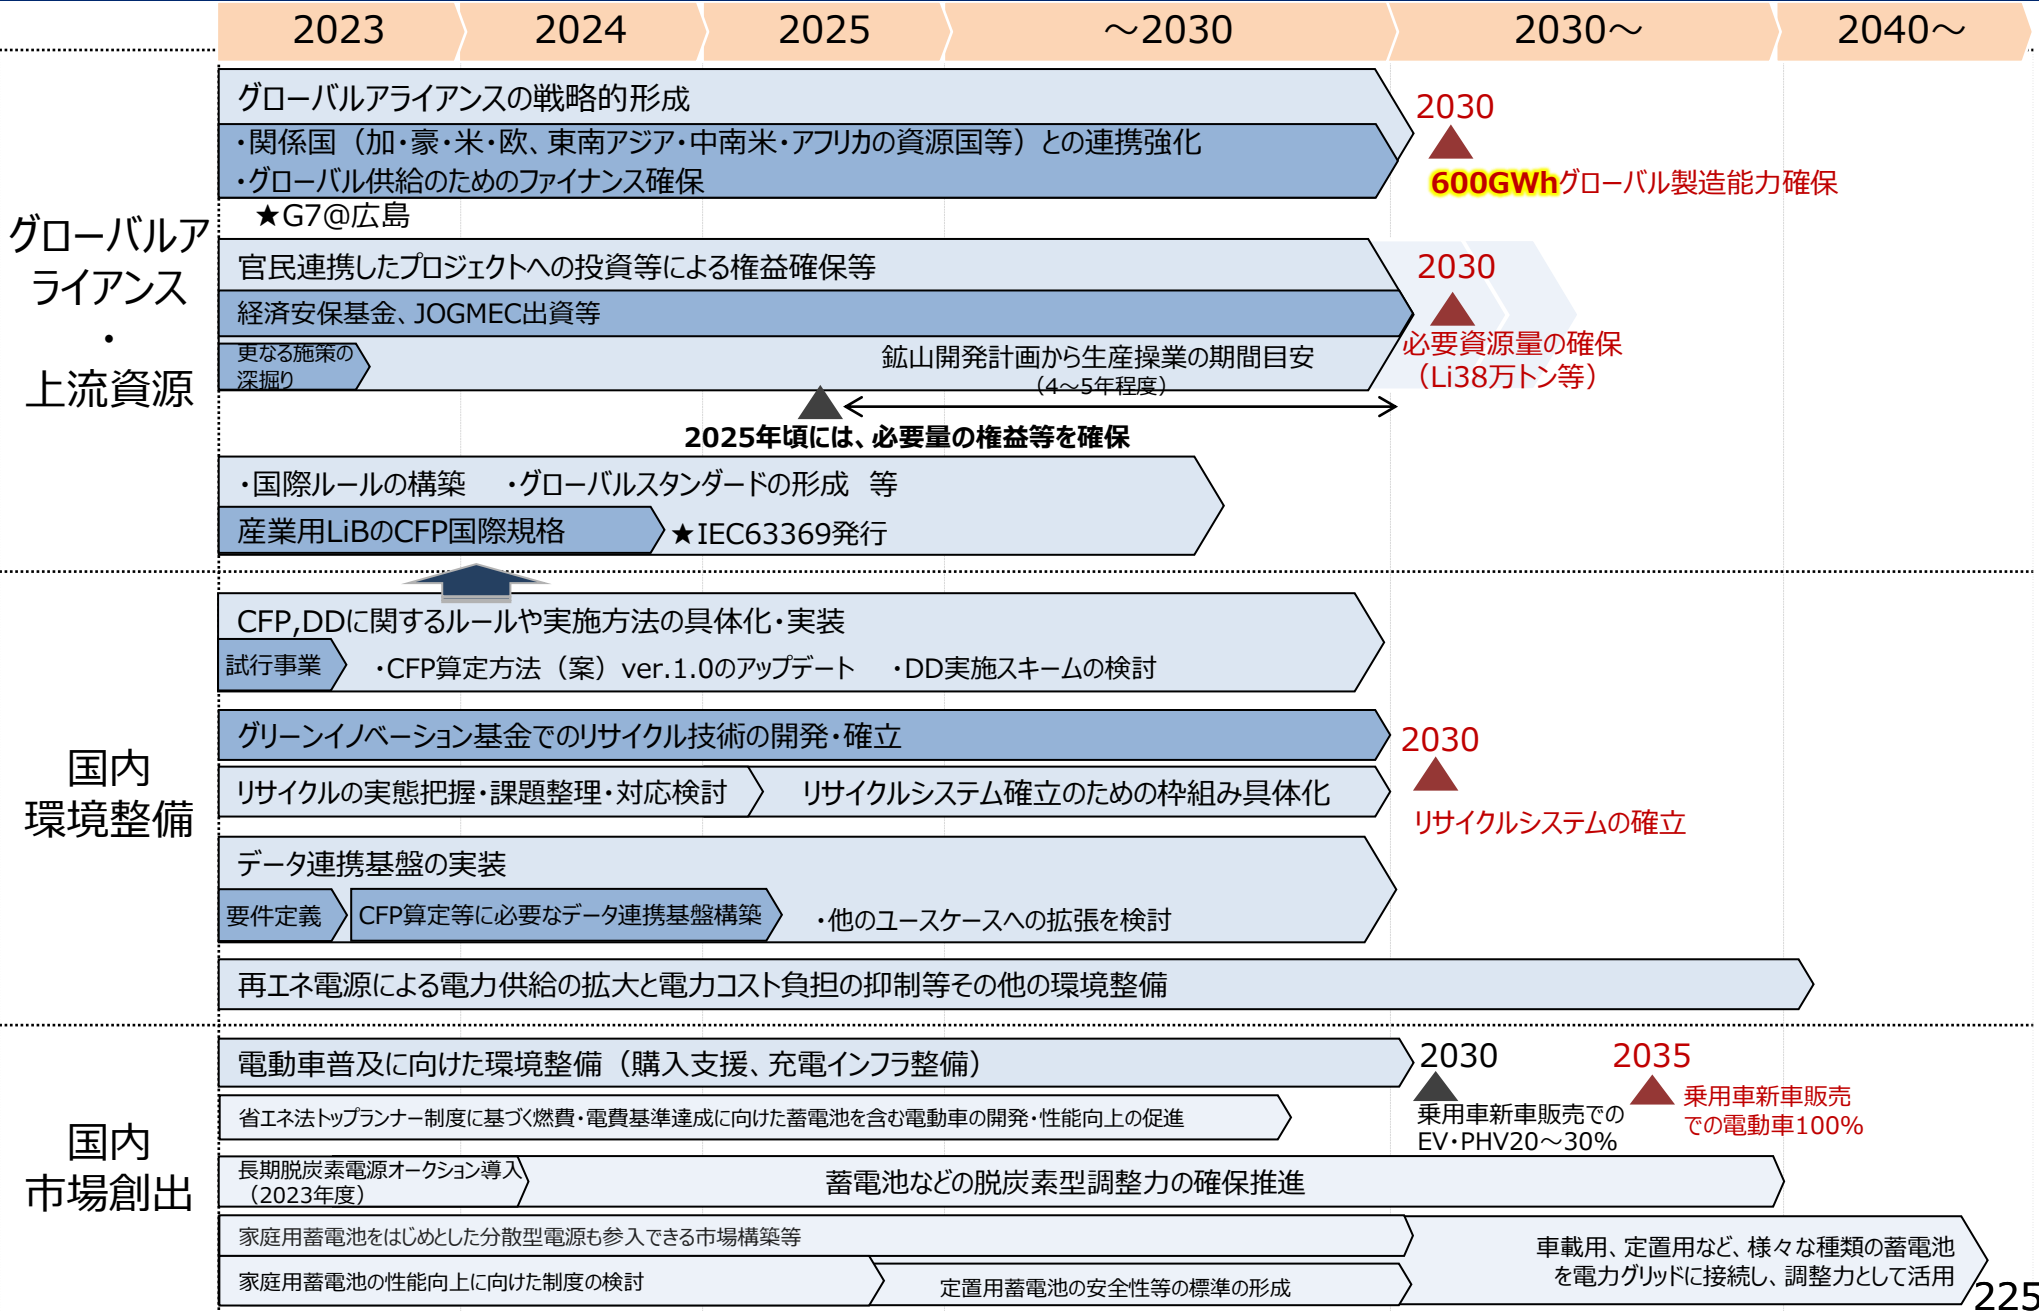 2023
2024
2025
～2030
2030～
2040～
グローバルア
ライアンス
・
上流資源
グローバルアライアンスの戦略的形成
・関係国（加・豪・米・欧、東南アジア・中南米・アフリカの資源国等）との連携強化
・グローバル供給のためのファイナンス確保
★G7@広島
2030
600GWhグローバル製造能力確保
官民連携したプロジェクトへの投資等による権益確保等
経済安保基金、JOGMEC出資等
更なる施策の
深掘り
鉱山開発計画から生産操業の期間目安
（4～5年程度）
2030
必要資源量の確保
（Li38万トン等）
2025年頃には、必要量の権益等を確保
・国際ルールの構築　・グローバルスタンダードの形成　等
産業用LiBのCFP国際規格
★IEC63369発行
国内
環境整備
CFP,DDに関するルールや実施方法の具体化・実装
試行事業
・CFP算定方法（案）ver.1.0のアップデート　・DD実施スキームの検討
グリーンイノベーション基金でのリサイクル技術の開発・確立
リサイクルの実態把握・課題整理・対応検討
リサイクルシステム確立のための枠組み具体化
2030
リサイクルシステムの確立
データ連携基盤の実装
要件定義
CFP算定等に必要なデータ連携基盤構築
・他のユースケースへの拡張を検討
再エネ電源による電力供給の拡大と電力コスト負担の抑制等その他の環境整備
国内
市場創出
電動車普及に向けた環境整備（購入支援、充電インフラ整備）
2030
乗用車新車販売での
EV・PHV20～30%
2035
乗用車新車販売
での電動車100%
省エネ法トップランナー制度に基づく燃費・電費基準達成に向けた蓄電池を含む電動車の開発・性能向上の促進
長期脱炭素電源オークション導入
（2023年度）
蓄電池などの脱炭素型調整力の確保推進
家庭用蓄電池をはじめとした分散型電源も参入できる市場構築等
家庭用蓄電池の性能向上に向けた制度の検討
定置用蓄電池の安全性等の標準の形成
車載用、定置用など、様々な種類の蓄電池
を電力グリッドに接続し、調整力として活用
225